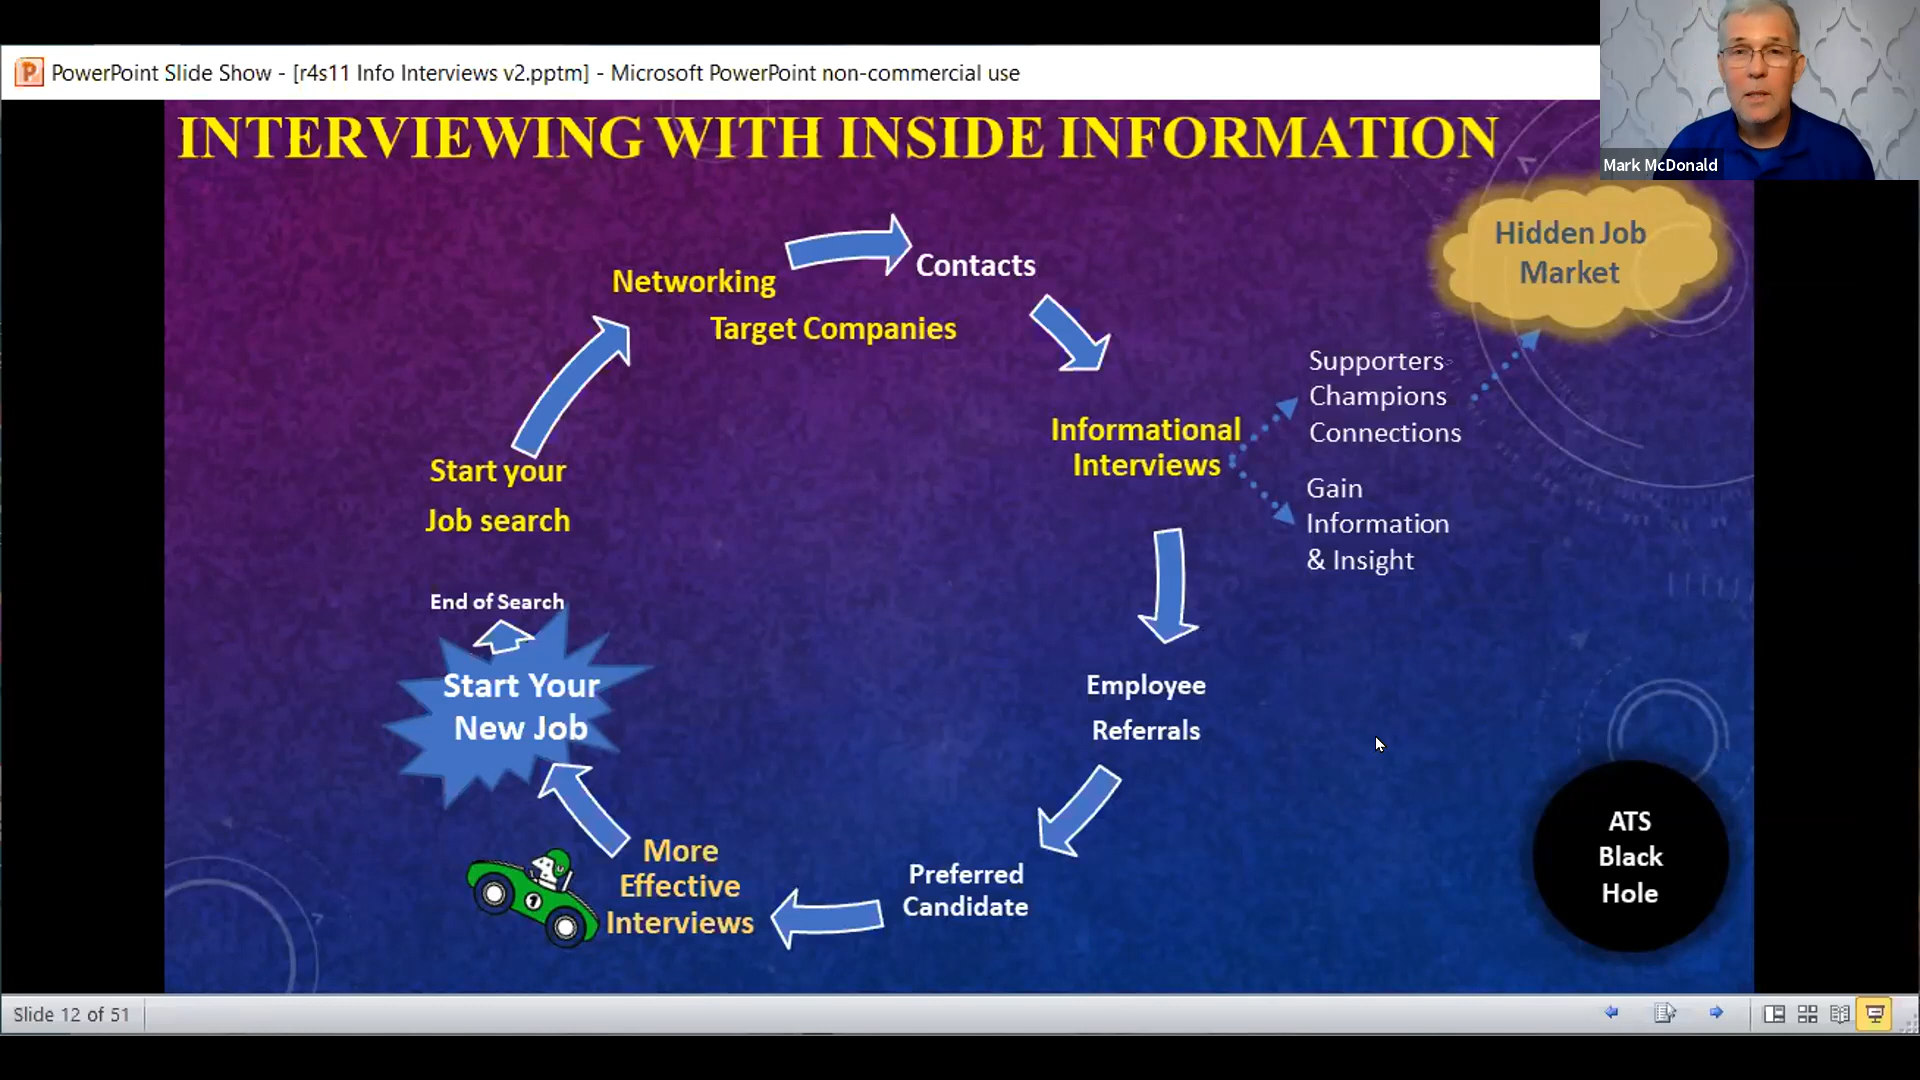 PowerPoint Slide Show - [r4s11 Info Interviews v2.pptm] - Microsoft PowerPoint non-commercial use
Mark McDonald
INTERVIEWING WITH INSIDE INFORMATION
Hidden Job
Market
Networking
Contacts
Target Companies
Supporters
Champions
Connections
Informational
Interviews
Gain
Information
& Insight
Start your
Job search
End of Search
Start Your
New Job
Employee
Referrals
More
Effective
Interviews
1
Preferred
Candidate
ATS
Black
Hole
Slide 12 of 51